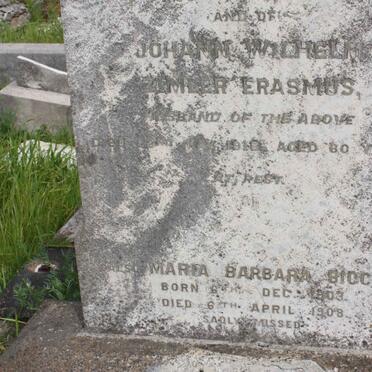 AND OF
JOHANN WILHELM
ERASMUS,
HUSBAND OF THE ABOVE
AGED 80
AT REST
ALSO MARIA BARBARA
BORN DEC. 1903
DIED 6TH APRIL 1908
SADLY MISSED